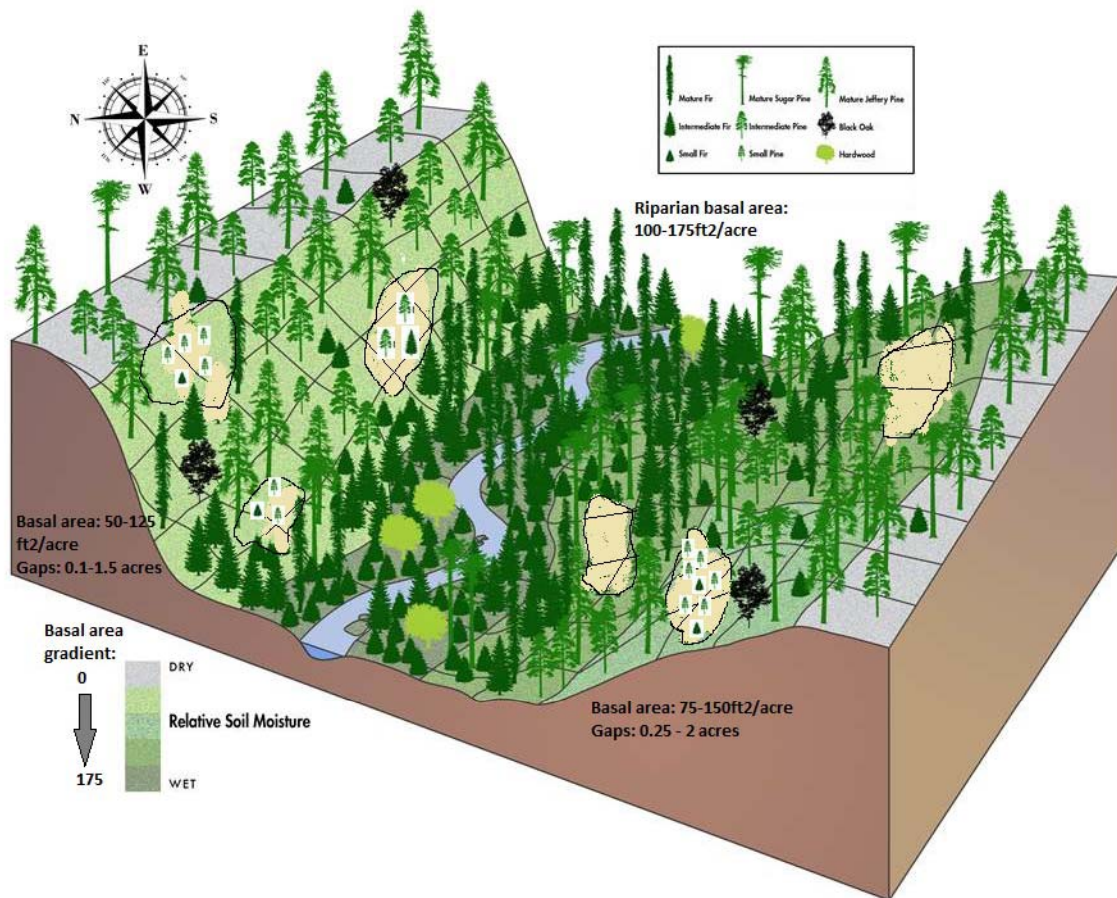 E
N
S
W
Mature Fir
Mature Sugar Pine
Mature Jeffery Pine
Intermediate Fir
Intermediate Pine
Black Oak
Small Fir
Small Pine
Hardwood
Riparian basal area:
100-175ft2/acre
Basal area: 50-125
ft2/acre
Gaps: 0.1-1.5 acres
Basal area
gradient:
0
175
DRY
Relative Soil Moisture
WET
Basal area: 75-150ft2/acre
Gaps: 0.25 - 2 acres